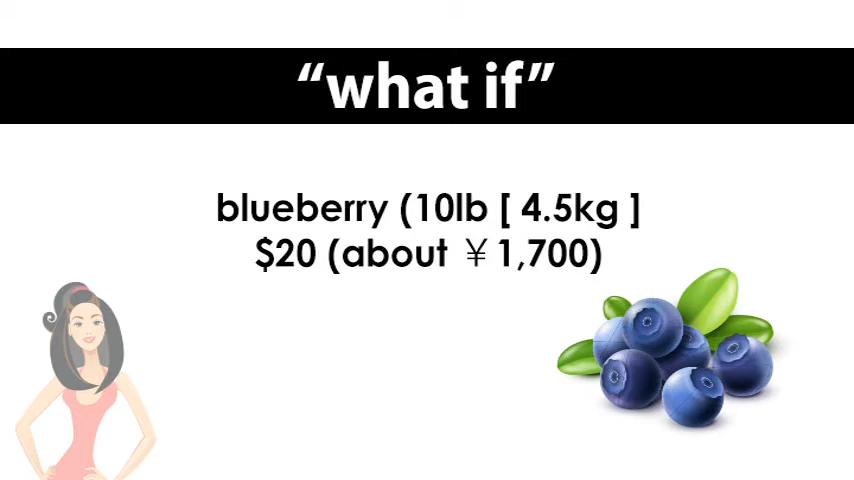 “what if”
blueberry (10lb [ 4.5kg ]
$20 (about ￥1,700)